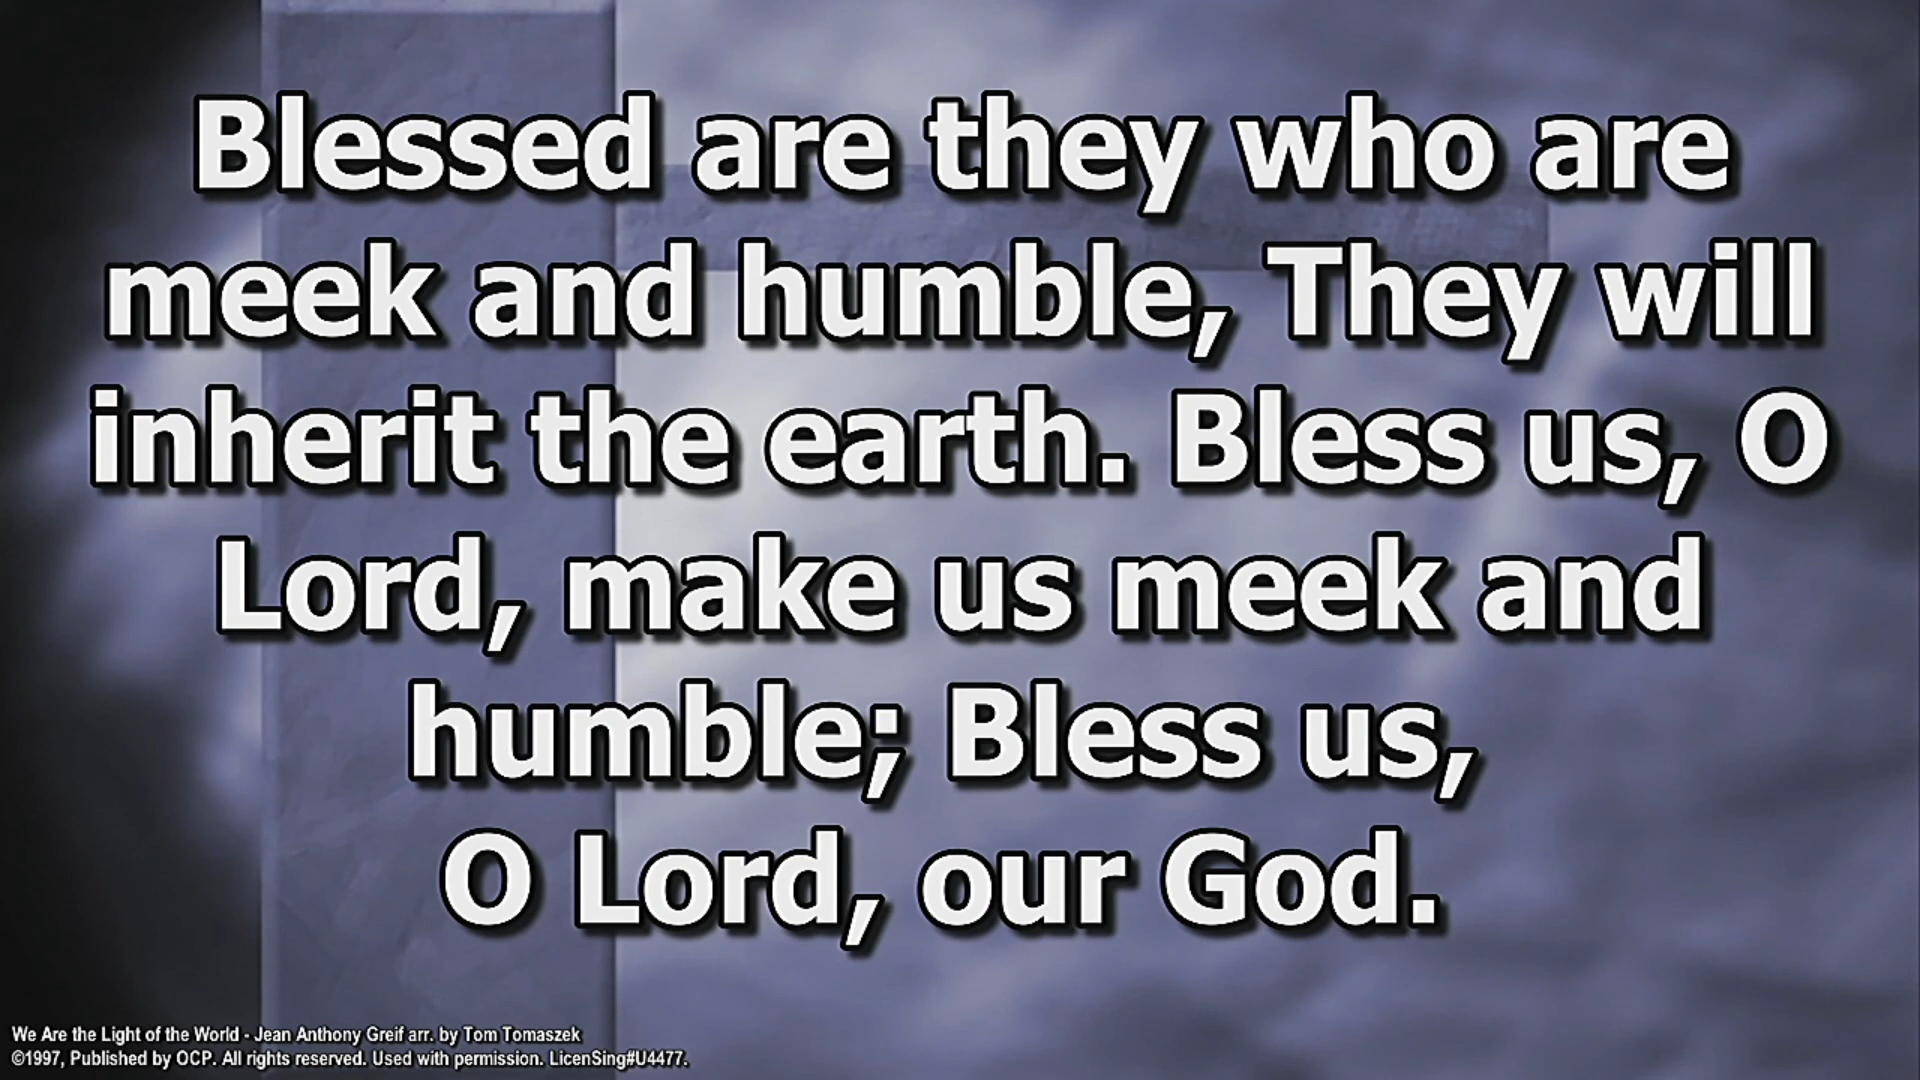 Blessed are they who are
meek and humble, They will
inherit the earth. Bless us, O
Lord, make us meek and
humble; Bless us,
O Lord, our God.
We Are the Light of the World - Jean Anthony Greif arr. by Tom Tomaszek
©1997, Published by OCP. All rights reserved. Used with permission. LicenSing#U4477.